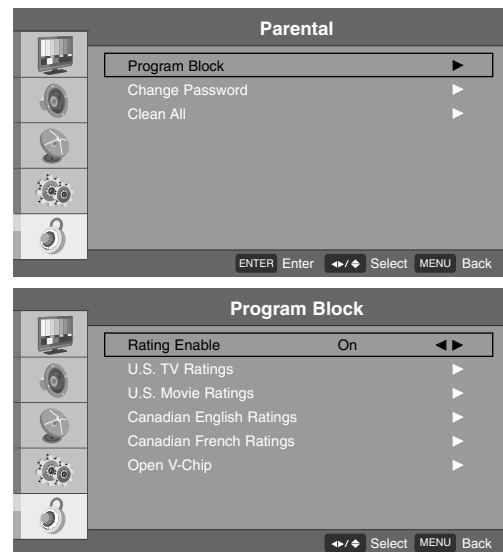 Parental
Program Block
Change Password
Clean All
ENTER Enter Select MENU Back
Program Block
Rating Enable On
U.S. TV Ratings
U.S. Movie Ratings
Canadian English Ratings
Canadian French Ratings
Open V-Chip
Select MENU Back